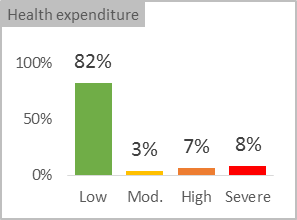 Health expenditure
100%
50%
0%
82%
3%
7%
8%
Low
Mod.
High
Severe